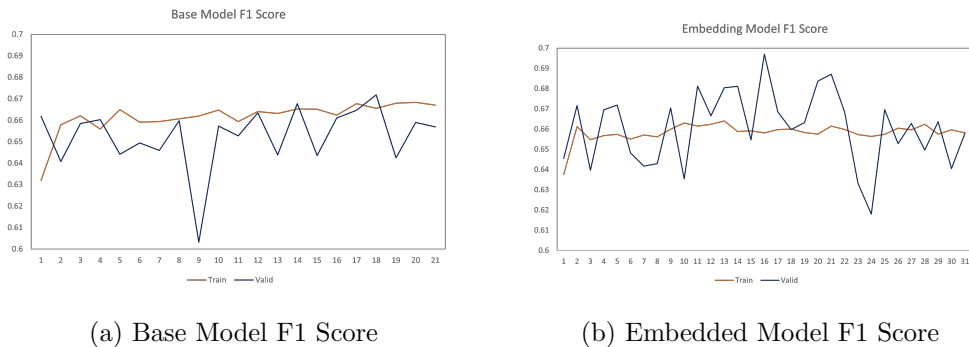 Base Model F1 Score
0.7
0.69
0.68
0.67
0.66
0.65
0.64
0.63
0.62
0.61
0.6
1 2 3 4 5 6 7 8 9 10 11 12 13 14 15 16 17 18 19 20 21
Train Valid
(a) Base Model F1 Score
Embedding Model F1 Score
0.7
0.69
0.68
0.67
0.66
0.65
0.64
0.63
0.62
0.61
0.6
1 2 3 4 5 6 7 8 9 10 11 12 13 14 15 16 17 18 19 20 21 22 23 24 25 26 27 28 29 30 31
Train Valid
(b) Embedded Model F1 Score